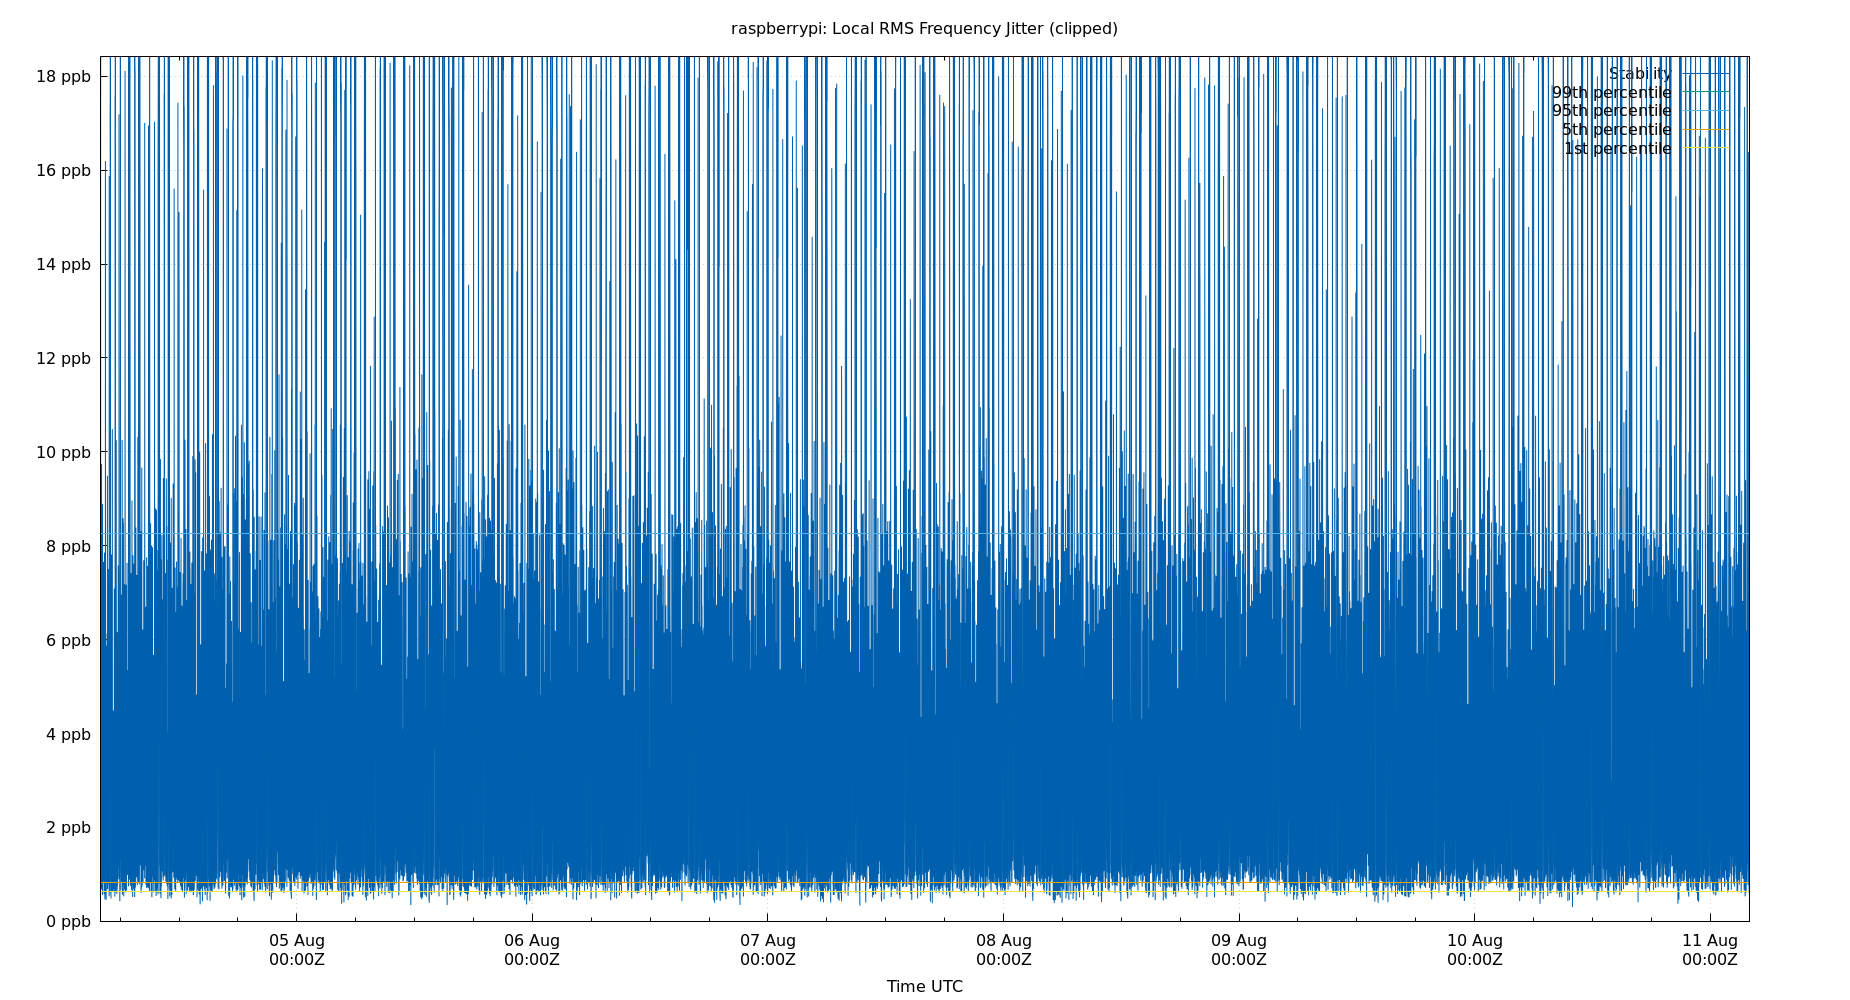 raspberrypi: Local RMS Frequency Jitter (clipped)
18 ppb
16 ppb
14 ppb
12 ppb
10 ppb
8 ppb
6 ppb
4 ppb
2 ppb
0 ppb
Stability
99th percentile
95th percentile
5th percentile
1st percentile
05 Aug
00:00Z
06 Aug
00:00Z
07 Aug
00:00Z
08 Aug
00:00Z
09 Aug
00:00Z
10 Aug
00:00Z
11 Aug
00:00Z
Time UTC